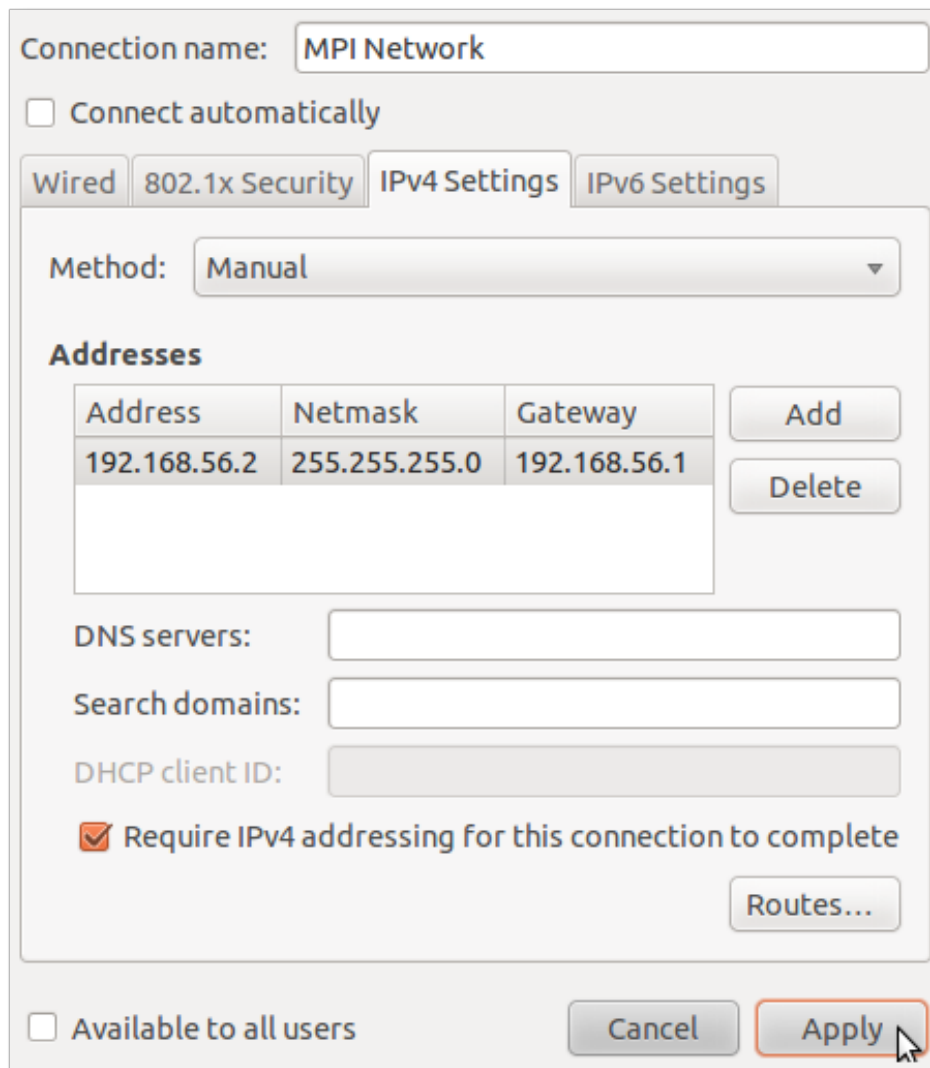 Connection name: MPI Network
Connect automatically
Wired 802.1x Security IPv4 Settings IPv6 Settings
Method: Manual
Addresses
Address Netmask Gateway
Add
192.168.56.2 255.255.255.0 192.168.56.1
Delete
DNS servers:
Search domains:
DHCP client ID:
Require IPv4 addressing for this connection to complete
Routes...
Available to all users Cancel Apply